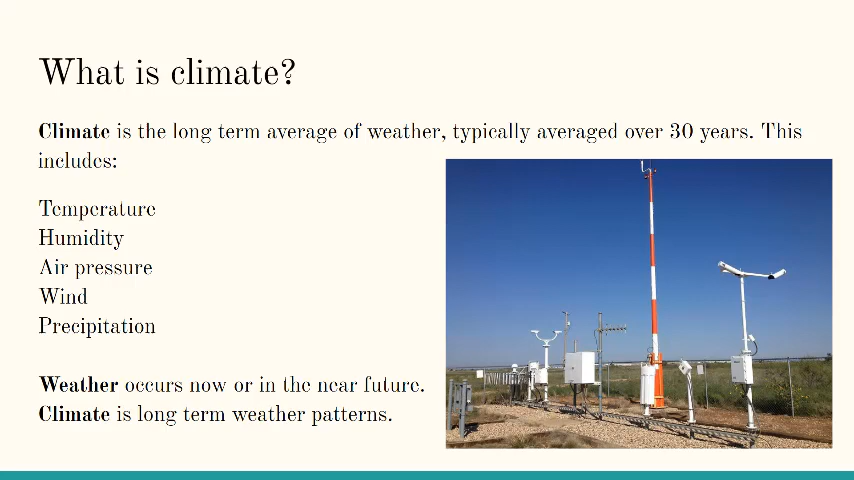 What is climate?
Climate is the long term average of weather, typically averaged over 30 years. This
includes:
Temperature
Humidity
Air pressure
Wind
Precipitation
Weather occurs now or in the near future.
Climate is long term weather patterns.